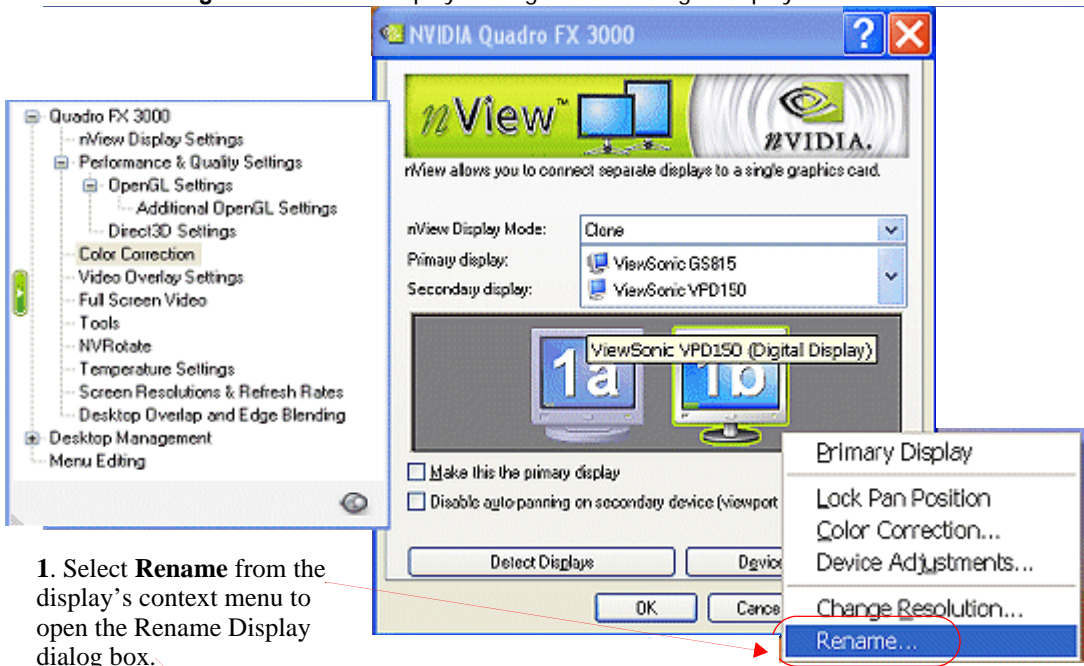 NVIDIA Quadro FX 3000
nView™
nVIDIA.
nView allows you to connect separate displays to a single graphics card.
nView Display Mode:
Clone
Primary display:
ViewSonic GS815
Secondary display:
ViewSonic VPD150
ViewSonic VPD150 (Digital Display)
1a
1b
Make this the primary display
Disable auto-panning on secondary device (viewport
Detect Displays
OK
Quadro FX 3000
nView Display Settings
Performance & Quality Settings
OpenGL Settings
Additional OpenGL Settings
Direct3D Settings
Color Correction
Video Overlay Settings
Full Screen Video
Tools
NVRotate
Temperature Settings
Screen Resolutions & Refresh Rates
Desktop Overlap and Edge Blending
Desktop Management
Menu Editing
Primary Display
Lock Pan Position
Color Correction...
Device Adjustments...
Change Resolution...
Rename...
1. Select Rename from the
display's context menu to
open the Rename Display
dialog box.